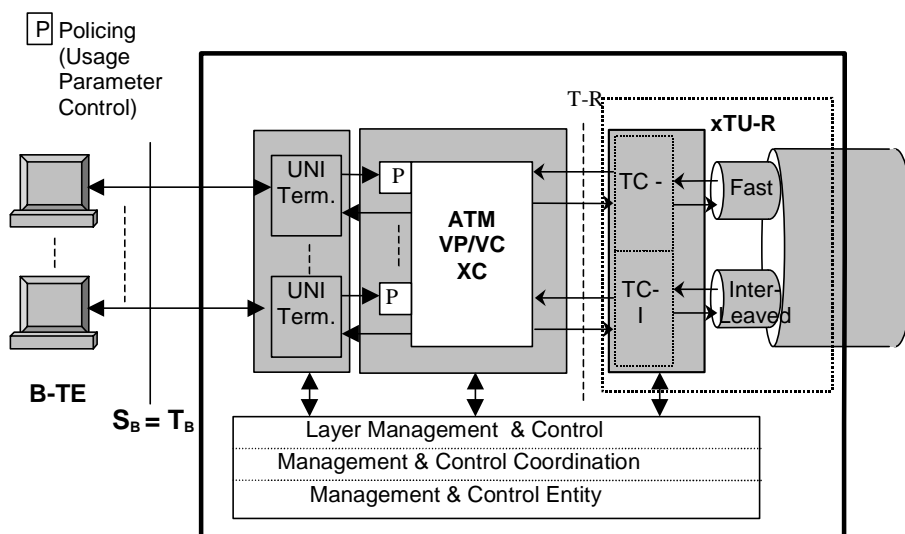 P Policing
(Usage
Parameter
Control)
T-R
xTU-R
UNI
Term.
P
TC -
Fast
ATM
VP/VC
XC
UNI
Term.
P
TC-
I
Inter-
Leaved
B-TE
SB = TB
Layer Management & Control
Management & Control Coordination
Management & Control Entity